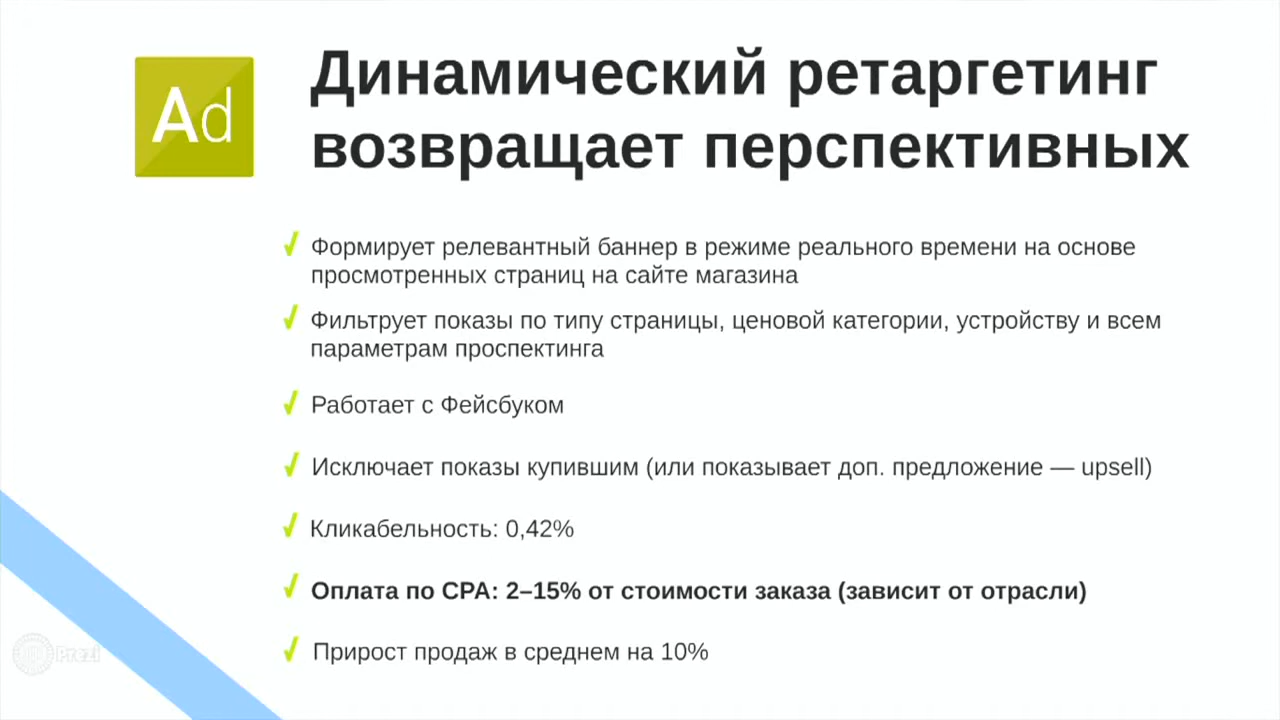 Ad
Динамический ретаргетинг
возвращает перспективных
Формирует релевантный баннер в режиме реального времени на основе
просмотренных страниц на сайте магазина
Фильтрует показы по типу страницы, ценовой категории, устройству и всем
параметрам проспектинга
Работает с Фейсбуком
Исключает показы купившим (или показывает доп. предложение — upsell)
Кликабельность: 0,42%
Оплата по CPA: 2–15% от стоимости заказа (зависит от отрасли)
Прирост продаж в среднем на 10%
Prezi